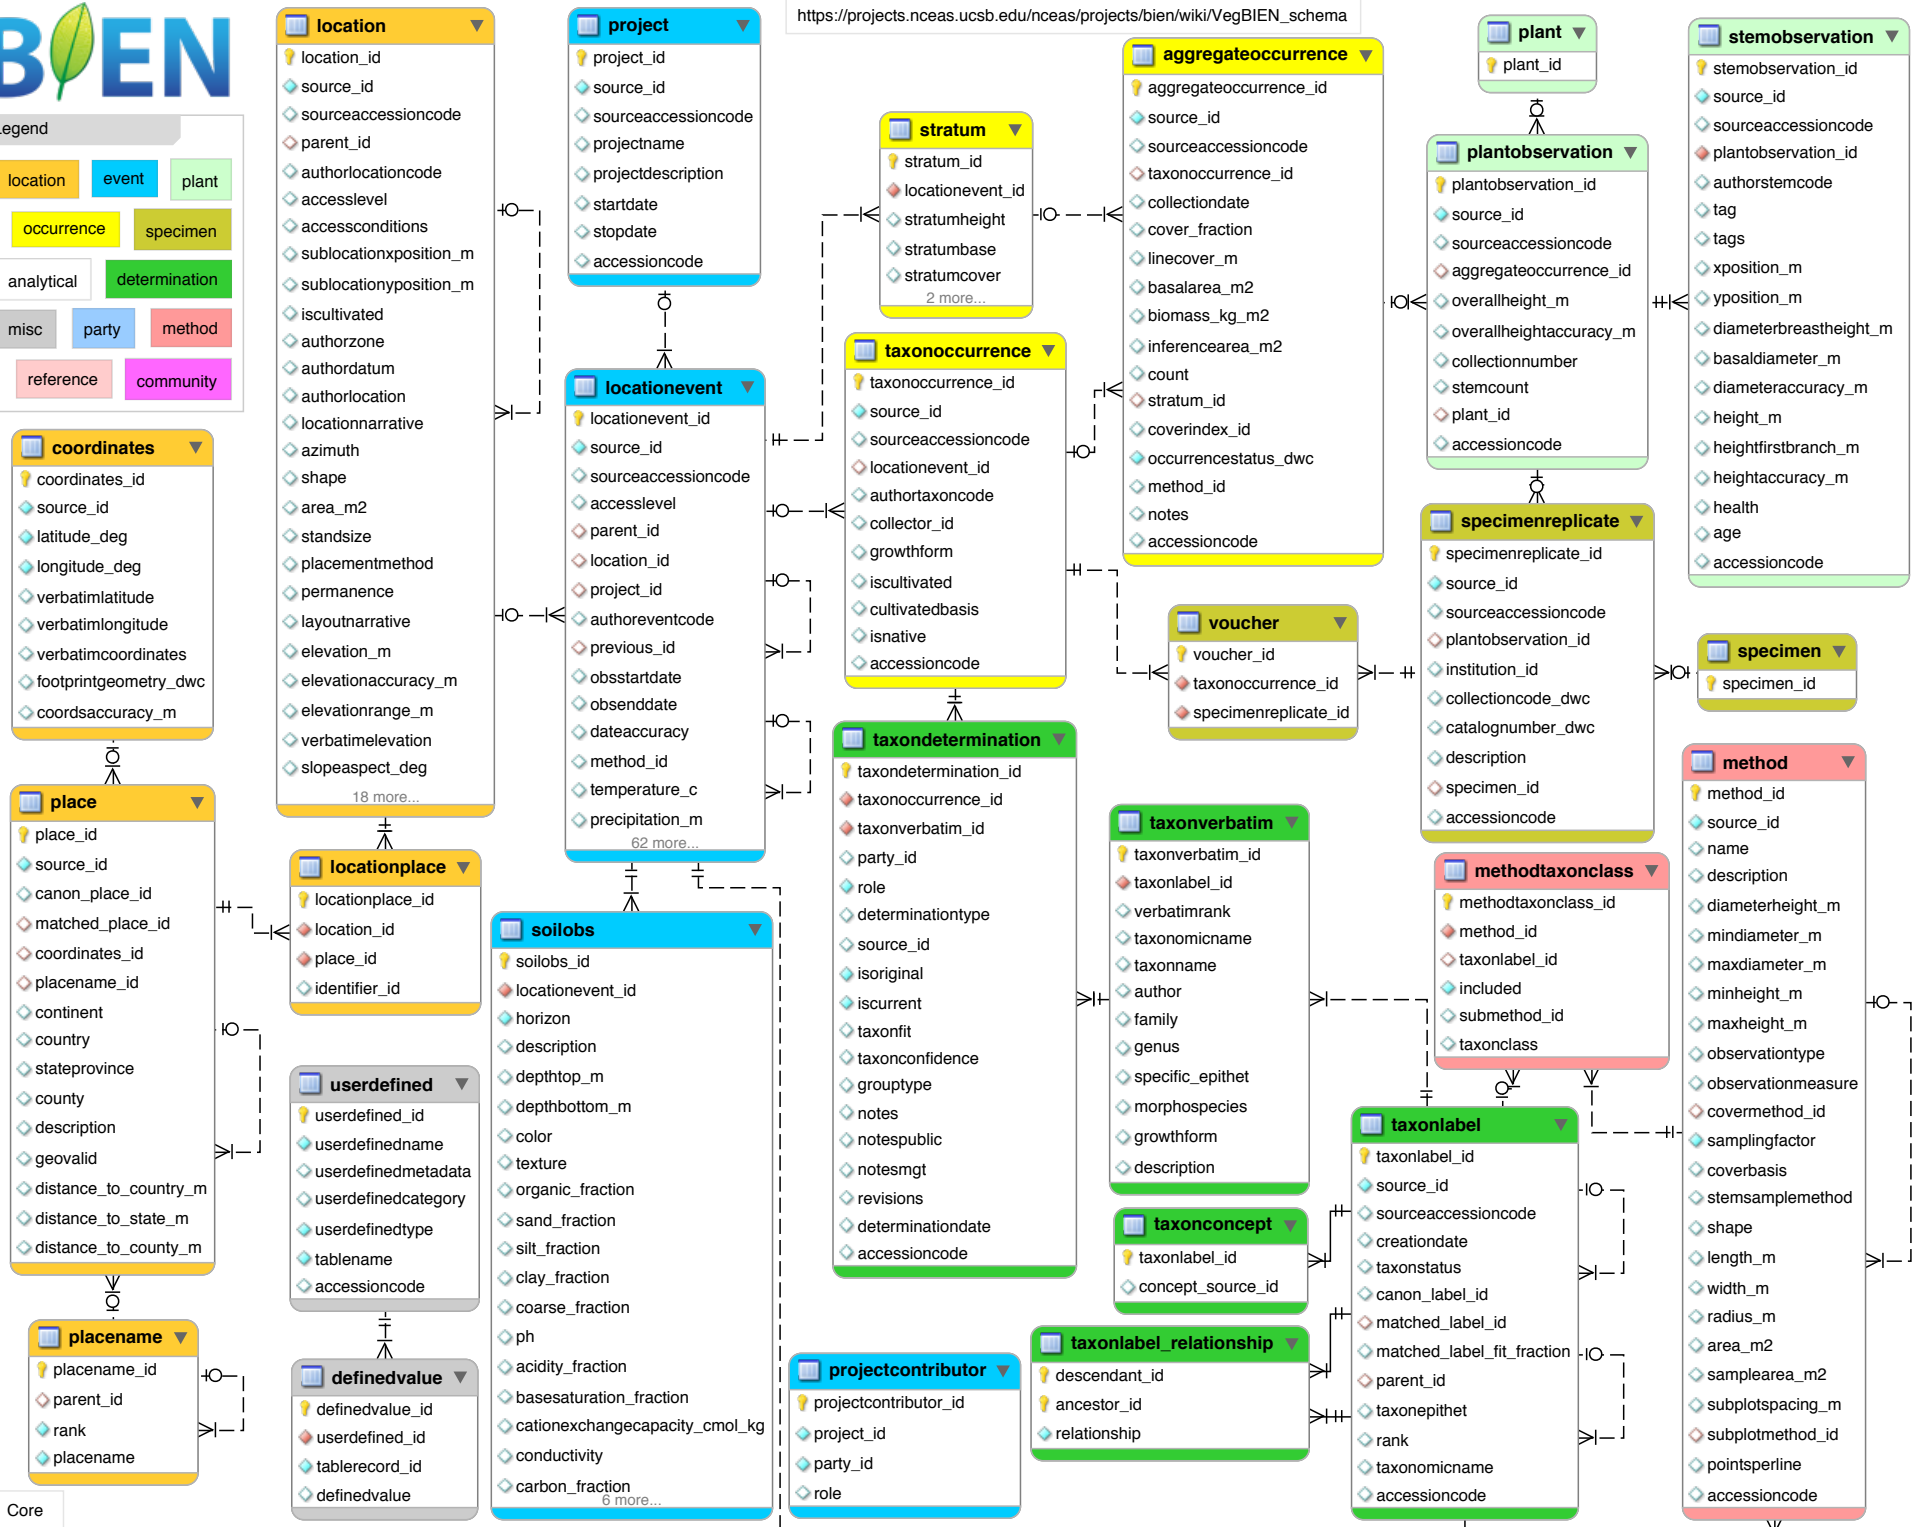 BIEN
Legend
location
event
plant
occurrence
specimen
analytical
determination
misc
party
method
reference
community
https://projects.nceas.ucsb.edu/nceas/projects/bien/wiki/VegBIEN_schema
coordinates
coordinates_id
source_id
latitude_deg
longitude_deg
verbatimlatitude
verbatimlongitude
verbatimcoordinates
footprintgeometry_dwc
coordsaccuracy_m
place
place_id
source_id
canon_place_id
matched_place_id
coordinates_id
placename_id
continent
country
stateprovince
county
description
geovalid
distance_to_country_m
distance_to_state_m
distance_to_county_m
placename
placename_id
parent_id
rank
placename
Core
location
location_id
source_id
sourceaccessioncode
parent_id
authorlocationcode
accesslevel
accessconditions
sublocationxposition_m
sublocationyposition_m
iscultivated
authorzone
authordatum
authorlocation
locationnarrative
azimuth
shape
area_m2
standsize
placementmethod
permanence
layoutnarrative
elevation_m
elevationaccuracy_m
elevationrange_m
verbatimelevation
slopeaspect_deg
18 more...
locationplace
locationplace_id
location_id
place_id
identifier_id
userdefined
userdefined_id
userdefinedname
userdefinedmetadata
userdefinedcategory
userdefinedtype
tablename
accessioncode
definedvalue
definedvalue_id
userdefined_id
tablerecord_id
definedvalue
project
project_id
source_id
sourceaccessioncode
projectname
projectdescription
startdate
stopdate
accessioncode
locationevent
locationevent_id
source_id
sourceaccessioncode
accesslevel
parent_id
location_id
project_id
authoreventcode
previous_id
obsstartdate
obsenddate
dateaccuracy
method_id
temperature_c
precipitation_m
62 more...
soilobs
soilobs_id
locationevent_id
horizon
description
depthtop_m
depthbottom_m
color
texture
organic_fraction
sand_fraction
silt_fraction
clay_fraction
coarse_fraction
ph
acidity_fraction
basesaturation_fraction
cationexchangecapacity_cmol_kg
conductivity
carbon_fraction
6 more...
stratum
stratum_id
locationevent_id
stratumheight
stratumbase
stratumcover
2 more...
taxonoccurrence
taxonoccurrence_id
source_id
sourceaccessioncode
locationevent_id
authortaxoncode
collector_id
growthform
iscultivated
cultivatedbasis
isnative
accessioncode
taxondetermination
taxondetermination_id
taxonoccurrence_id
taxonverbatim_id
party_id
role
determinationtype
source_id
isoriginal
iscurrent
taxonfit
taxonconfidence
grouptype
notes
notespublic
notesmgt
revisions
determinationdate
accessioncode
projectcontributor
projectcontributor_id
project_id
party_id
role
aggregateoccurrence
aggregateoccurrence_id
source_id
sourceaccessioncode
taxonoccurrence_id
collectiondate
cover_fraction
linecover_m
basalarea_m2
biomass_kg_m2
inferencearea_m2
count
stratum_id
coverindex_id
occurrencestatus_dwc
method_id
notes
accessioncode
voucher
voucher_id
taxonoccurrence_id
specimenreplicate_id
taxonverbatim
taxonverbatim_id
taxonlabel_id
verbatimrank
taxonomicname
taxonname
author
family
genus
specific_epithet
morphospecies
growthform
description
taxonconcept
taxonlabel_id
concept_source_id
taxonlabel_relationship
descendant_id
ancestor_id
relationship
plant
plant_id
plantobservation
plantobservation_id
source_id
sourceaccessioncode
aggregateoccurrence_id
overallheight_m
overallheightaccuracy_m
collectionnumber
stemcount
plant_id
accessioncode
specimenreplicate
specimenreplicate_id
source_id
sourceaccessioncode
plantobservation_id
institution_id
collectioncode_dwc
catalognumber_dwc
description
specimen_id
accessioncode
methodtaxonclass
methodtaxonclass_id
method_id
taxonlabel_id
included
submethod_id
taxonclass
taxonlabel
taxonlabel_id
source_id
sourceaccessioncode
creationdate
taxonstatus
canon_label_id
matched_label_id
matched_label_fit_fraction
parent_id
taxonepithet
rank
taxonomicname
accessioncode
stemobservation
stemobservation_id
source_id
sourceaccessioncode
plantobservation_id
authorstemcode
tag
tags
xposition_m
yposition_m
diameterbreastheight_m
basaldiameter_m
diameteraccuracy_m
height_m
heightfirstbranch_m
heightaccuracy_m
health
age
accessioncode
specimen
specimen_id
method
method_id
source_id
name
description
diameterheight_m
mindiameter_m
maxdiameter_m
minheight_m
maxheight_m
observationtype
observationmeasure
covermethod_id
samplingfactor
coverbasis
stemsamplemethod
shape
length_m
width_m
radius_m
area_m2
samplearea_m2
subplotspacing_m
subplotmethod_id
pointsperline
accessioncode